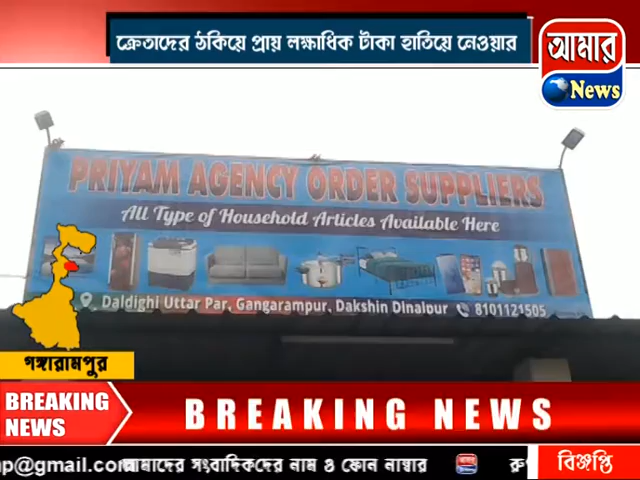 ক্রেতাদের ঠকিয়ে প্রায় লক্ষাধিক টাকা হাতিয়ে নেওয়ার
আমার
News
PRIYAM AGENCY ORDER SUPPLIERS
All Type of Household Articles Available Here
Daldighi Uttar Par, Gangarampur, Dakshin Dinajpur 8101121505
গঙ্গারামপুর
BREAKING NEWS
BREAKING NEWS
np@gmail.com আমাদের সংবাদিকদের নাম ও ফোন নাম্বার
বিজ্ঞপ্তি